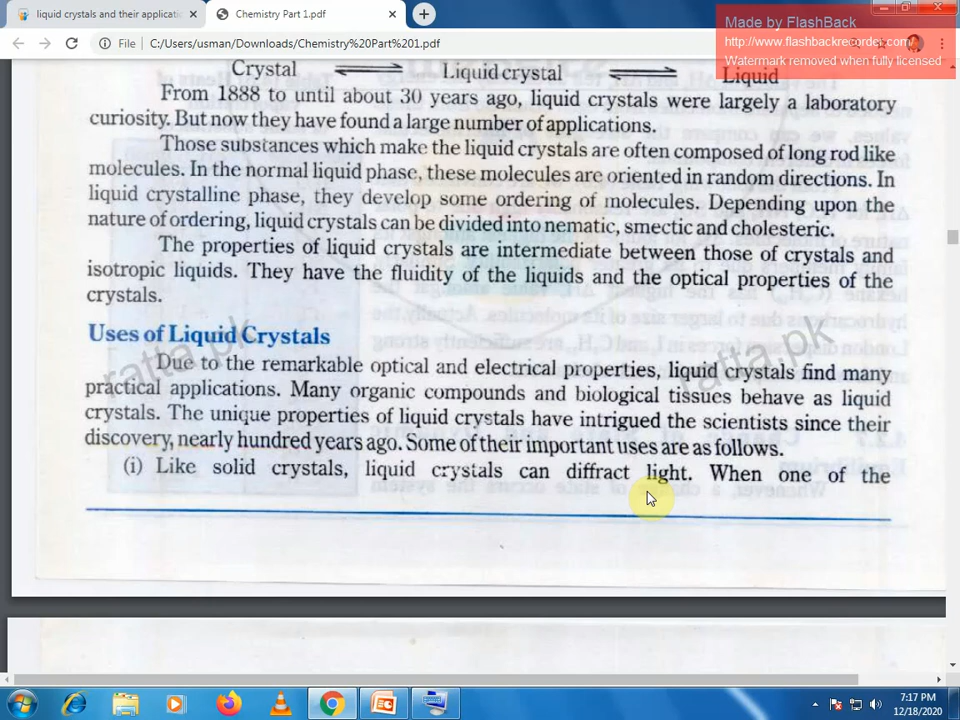 liquid crystals and their applicati
Chemistry Part 1.pdf
Made by FlashBack
http://www.flashbackrecorder.com/
Watermark removed when fully licensed
File
C:/Users/usman/Downloads/Chemistry%20Part%201.pdf
Crystal Liquid crystal Liquid
From 1888 to until about 30 years ago, liquid crystals were largely a laboratory
curiosity. But now they have found a large number of applications.
Those substances which make the liquid crystals are often composed of long rod like
molecules. In the normal liquid phase, these molecules are oriented in random directions. In
liquid crystalline phase, they develop some ordering of molecules. Depending upon the
nature of ordering, liquid crystals can be divided into nematic, smectic and cholesteric.
The properties of liquid crystals are intermediate between those of crystals and
isotropic liquids. They have the fluidity of the liquids and the optical properties of the
crystals.
Uses of Liquid Crystals
Due to the remarkable optical and electrical properties, liquid crystals find many
practical applications. Many organic compounds and biological tissues behave as liquid
crystals. The unique properties of liquid crystals have intrigued the scientists since their
discovery, nearly hundred years ago. Some of their important uses are as follows.
(i) Like solid crystals, liquid crystals can diffract light. When one of the
ratta.pk
ratta.pk
7:17 PM
12/18/2020